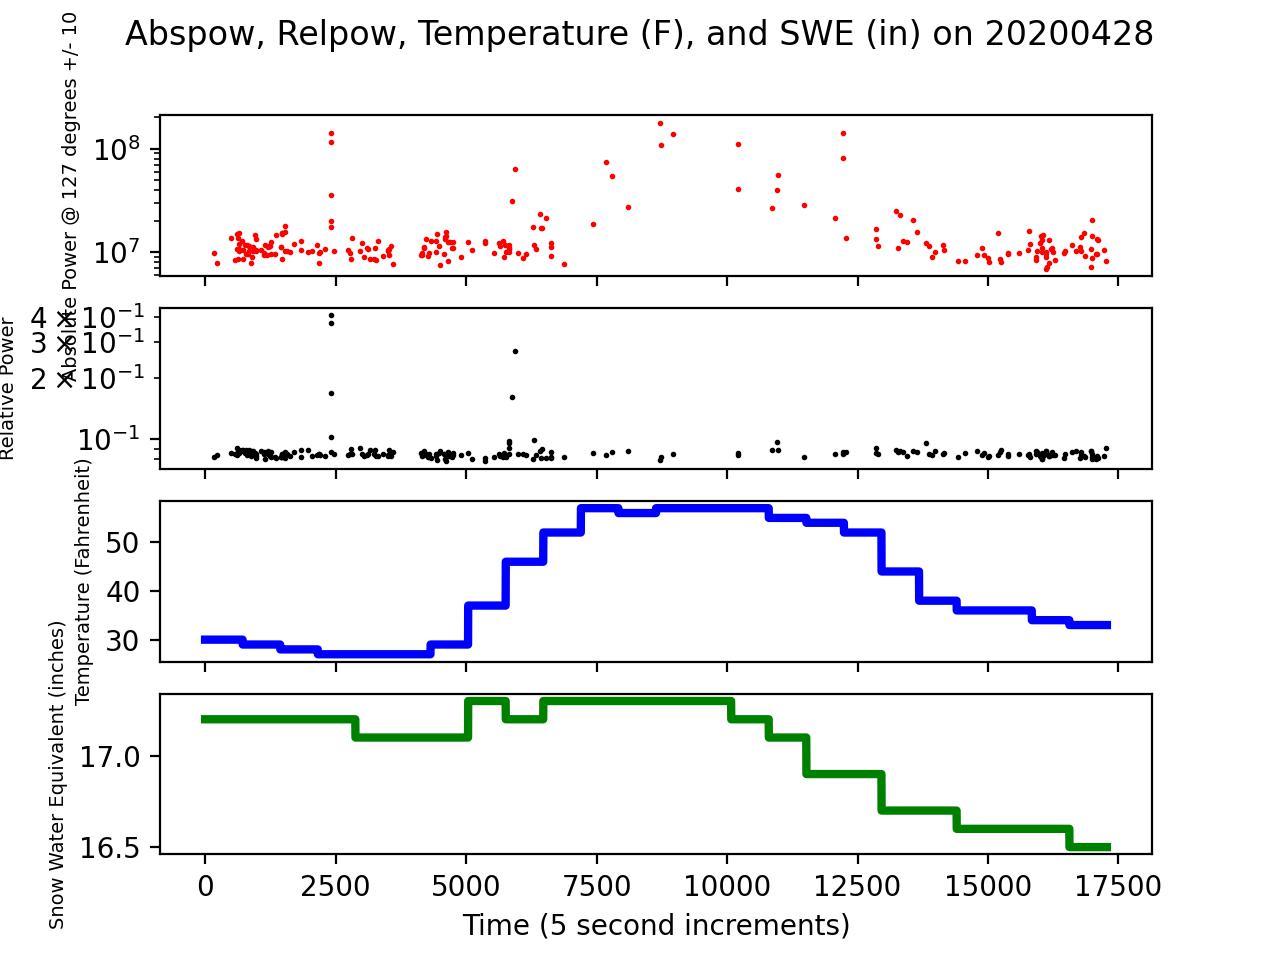 Abspow, Relpow, Temperature (F), and SWE (in) on 20200428
Absolute Power @ 127 degrees +/- 10
10⁸
10⁷
Relative Power
4 × 10⁻¹
3 × 10⁻¹
2 × 10⁻¹
10⁻¹
Temperature (Fahrenheit)
50
40
30
Snow Water Equivalent (inches)
17.0
16.5
0 2500 5000 7500 10000 12500 15000 17500
Time (5 second increments)